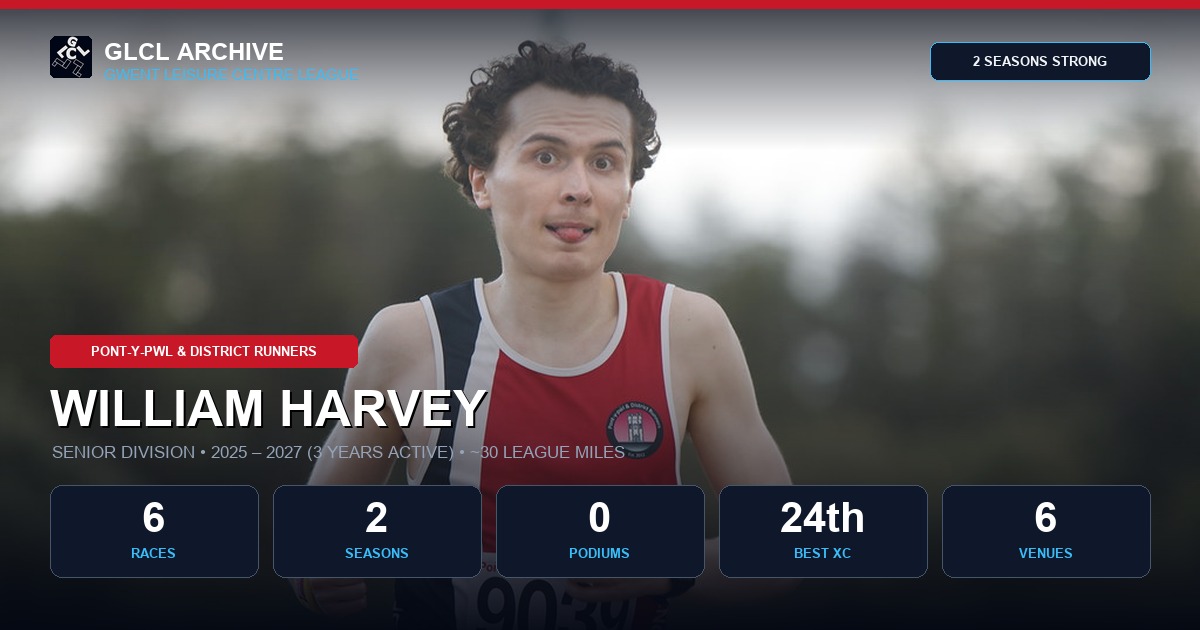 GLCL ARCHIVE
GWENT LEISURE CENTRE LEAGUE
2 SEASONS STRONG
PONT-Y-PWL & DISTRICT RUNNERS
WILLIAM HARVEY
SENIOR DIVISION • 2025 – 2027 (3 YEARS ACTIVE) • ~30 LEAGUE MILES
6
RACES
2
SEASONS
0
PODIUMS
24th
BEST XC
6
VENUES